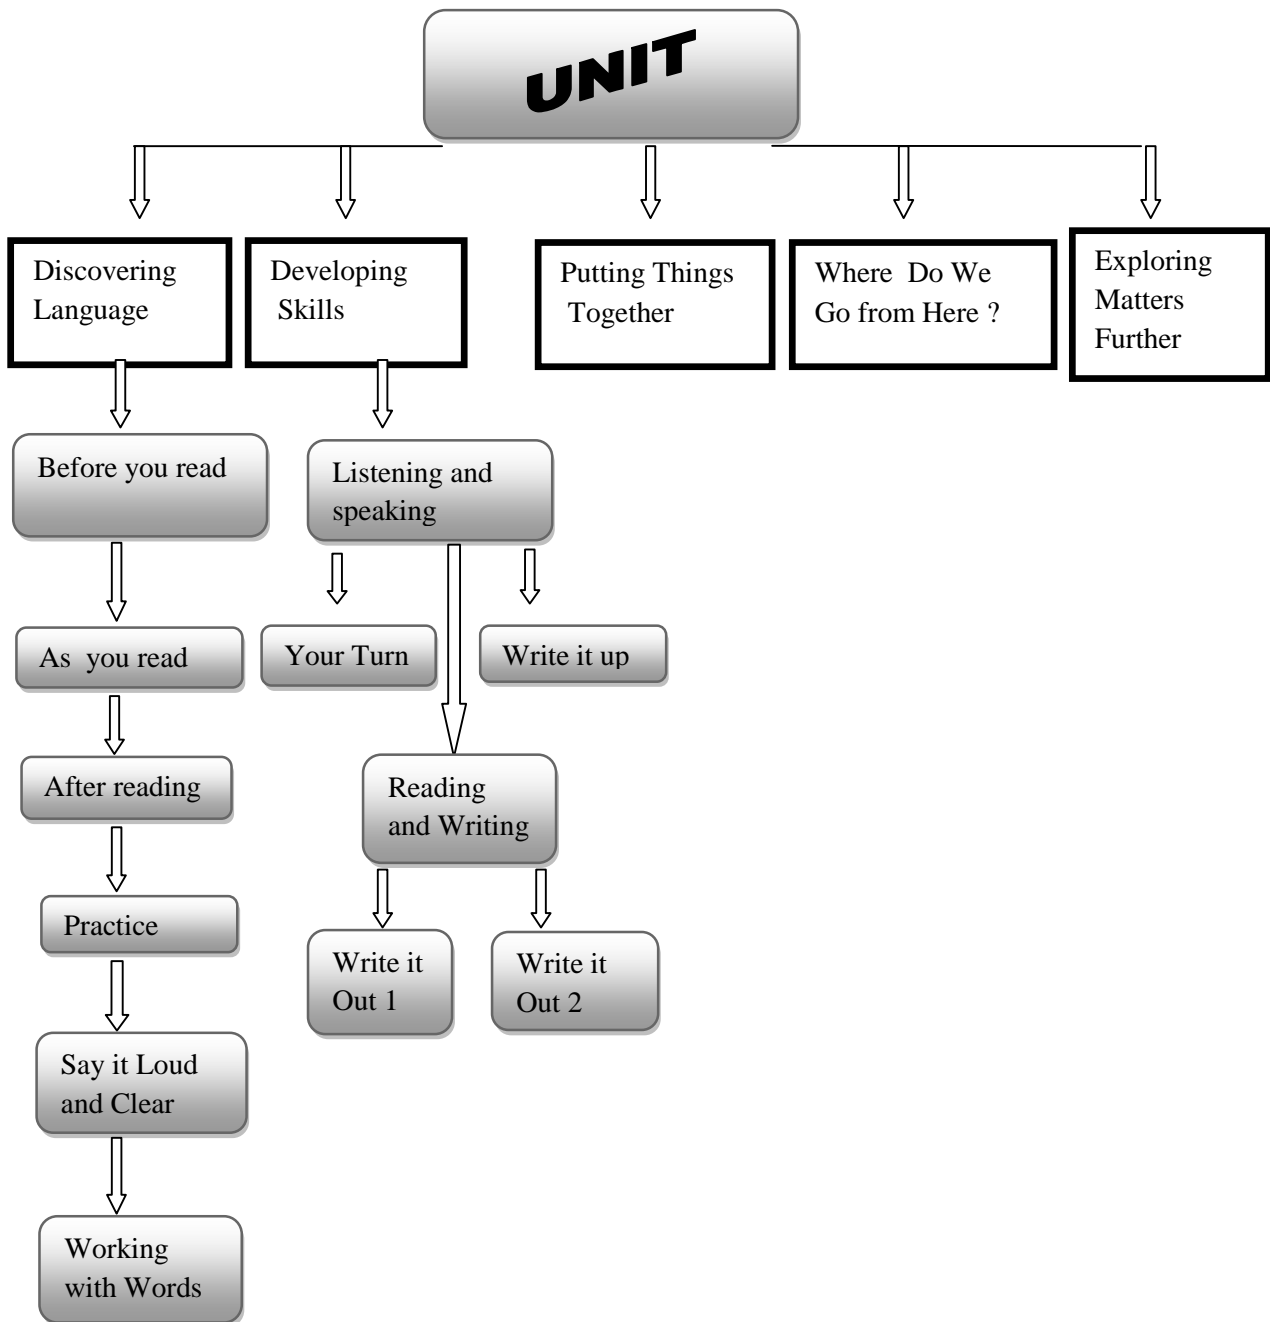 UNIT
Discovering
Language
Developing
Skills
Putting Things
Together
Where Do We
Go from Here ?
Exploring
Matters
Further
Before you read
Listening and
speaking
As you read
Your Turn
Write it up
After reading
Reading
and Writing
Practice
Write it
Out 1
Write it
Out 2
Say it Loud
and Clear
Working
with Words